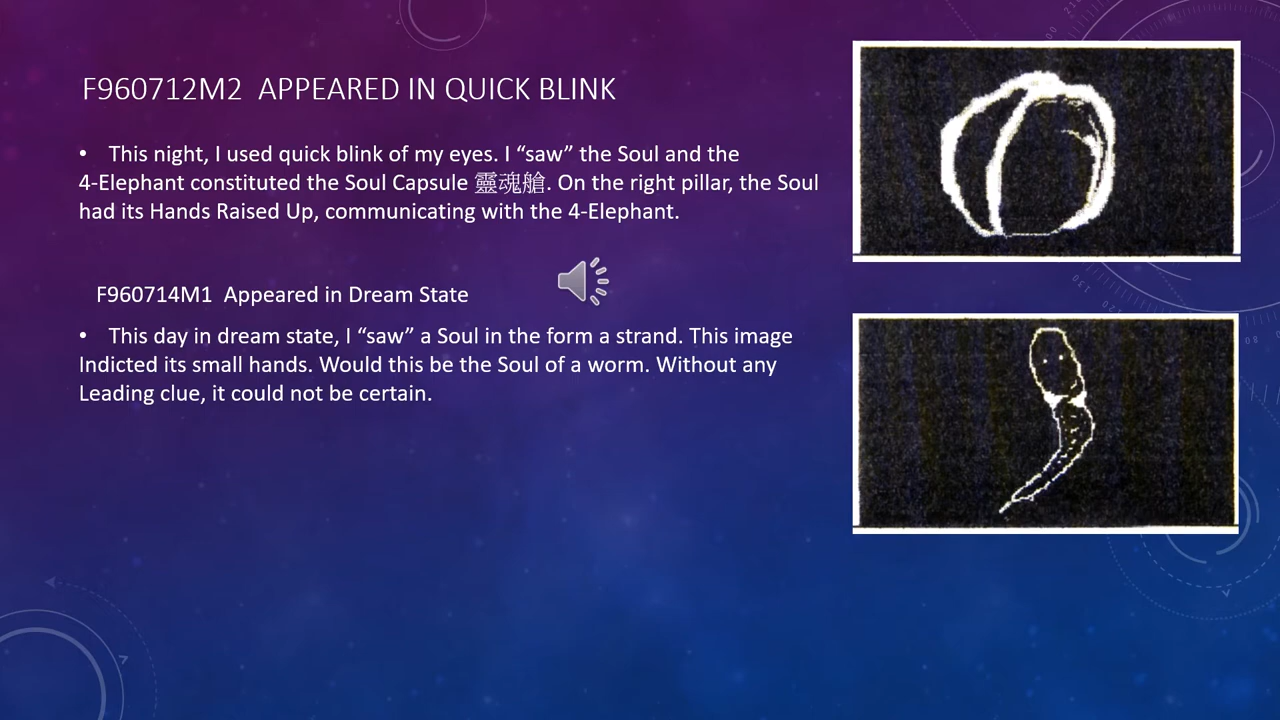 F960712M2  APPEARED IN QUICK BLINK
• This night, I used quick blink of my eyes. I “saw” the Soul and the
4-Elephant constituted the Soul Capsule 靈魂艙. On the right pillar, the Soul
had its Hands Raised Up, communicating with the 4-Elephant.
F960714M1  Appeared in Dream State
• This day in dream state, I “saw” a Soul in the form a strand. This image
Indicted its small hands. Would this be the Soul of a worm. Without any
Leading clue, it could not be certain.
210
130
120
80